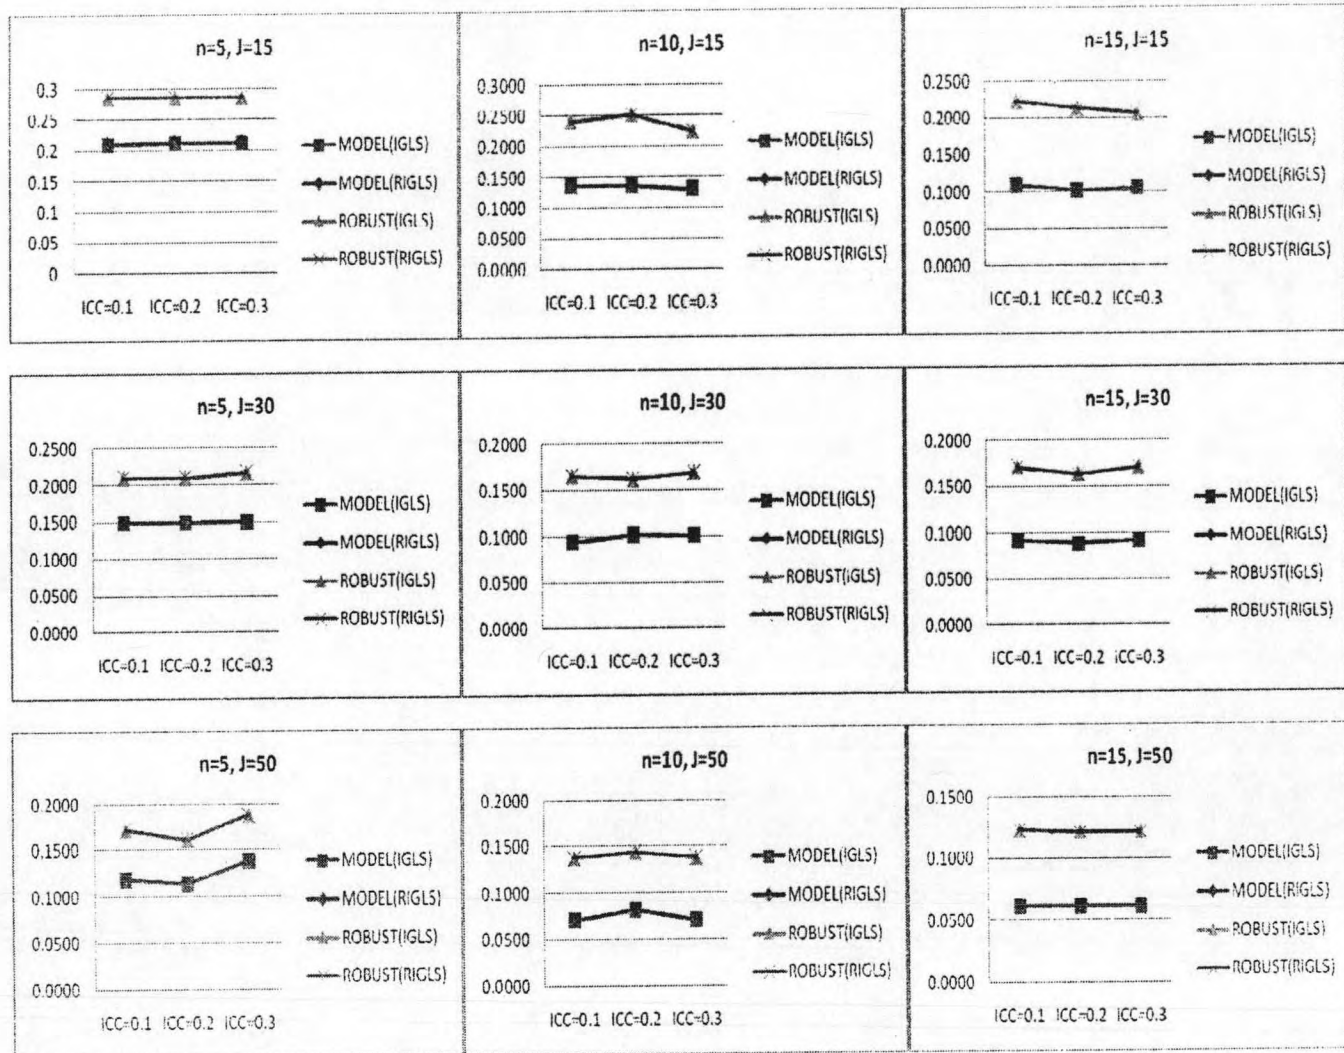 n=5, J=15
0.3
0.25
0.2
0.15
0.1
0.05
0
ICC=0.1 ICC=0.2 ICC=0.3
MODEL(IGLS)
MODEL(RIGLS)
ROBUST(IGLS)
ROBUST(RIGLS)
n=10, J=15
0.3000
0.2500
0.2000
0.1500
0.1000
0.0500
0.0000
ICC=0.1 ICC=0.2 ICC=0.3
MODEL(IGLS)
MODEL(RIGLS)
ROBUST(IGLS)
ROBUST(RIGLS)
n=15, J=15
0.2500
0.2000
0.1500
0.1000
0.0500
0.0000
ICC=0.1 ICC=0.2 ICC=0.3
MODEL(IGLS)
MODEL(RIGLS)
ROBUST(IGLS)
ROBUST(RIGLS)
n=5, J=30
0.2500
0.2000
0.1500
0.1000
0.0500
0.0000
ICC=0.1 ICC=0.2 ICC=0.3
MODEL(IGLS)
MODEL(RIGLS)
ROBUST(IGLS)
ROBUST(RIGLS)
n=10, J=30
0.2000
0.1500
0.1000
0.0500
0.0000
ICC=0.1 ICC=0.2 ICC=0.3
MODEL(IGLS)
MODEL(RIGLS)
ROBUST(IGLS)
ROBUST(RIGLS)
n=15, J=30
0.2000
0.1500
0.1000
0.0500
0.0000
ICC=0.1 ICC=0.2 ICC=0.3
MODEL(IGLS)
MODEL(RIGLS)
ROBUST(IGLS)
ROBUST(RIGLS)
n=5, J=50
0.2000
0.1500
0.1000
0.0500
0.0000
ICC=0.1 ICC=0.2 ICC=0.3
MODEL(IGLS)
MODEL(RIGLS)
ROBUST(IGLS)
ROBUST(RIGLS)
n=10, J=50
0.2000
0.1500
0.1000
0.0500
0.0000
ICC=0.1 ICC=0.2 ICC=0.3
MODEL(IGLS)
MODEL(RIGLS)
ROBUST(IGLS)
ROBUST(RIGLS)
n=15, J=50
0.1500
0.1000
0.0500
0.0000
ICC=0.1 ICC=0.2 ICC=0.3
MODEL(IGLS)
MODEL(RIGLS)
ROBUST(IGLS)
ROBUST(RIGLS)